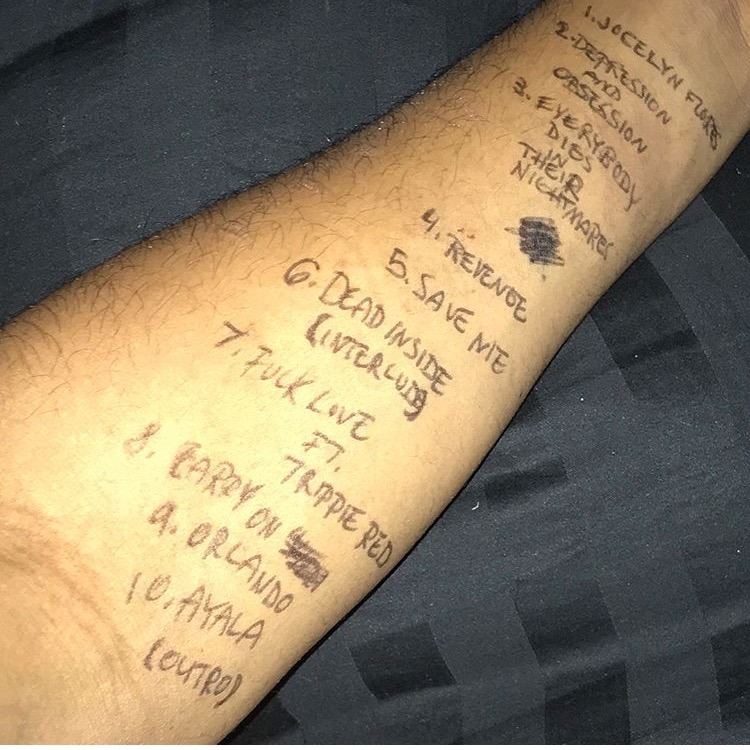 1. JOCELYN FLORES
2. DEPRESSION
AND
OBSESSION
3. EVERYBODY
DIES
IN
THEIR
NIGHTMARES
4. REVENGE
5. SAVE ME
6. DEAD INSIDE
(INTERLUDE)
7. FUCK LOVE
FT.
TRIPPIE RED
8. CARRY ON
9. ORLANDO
10. AYALA
(OUTRO)